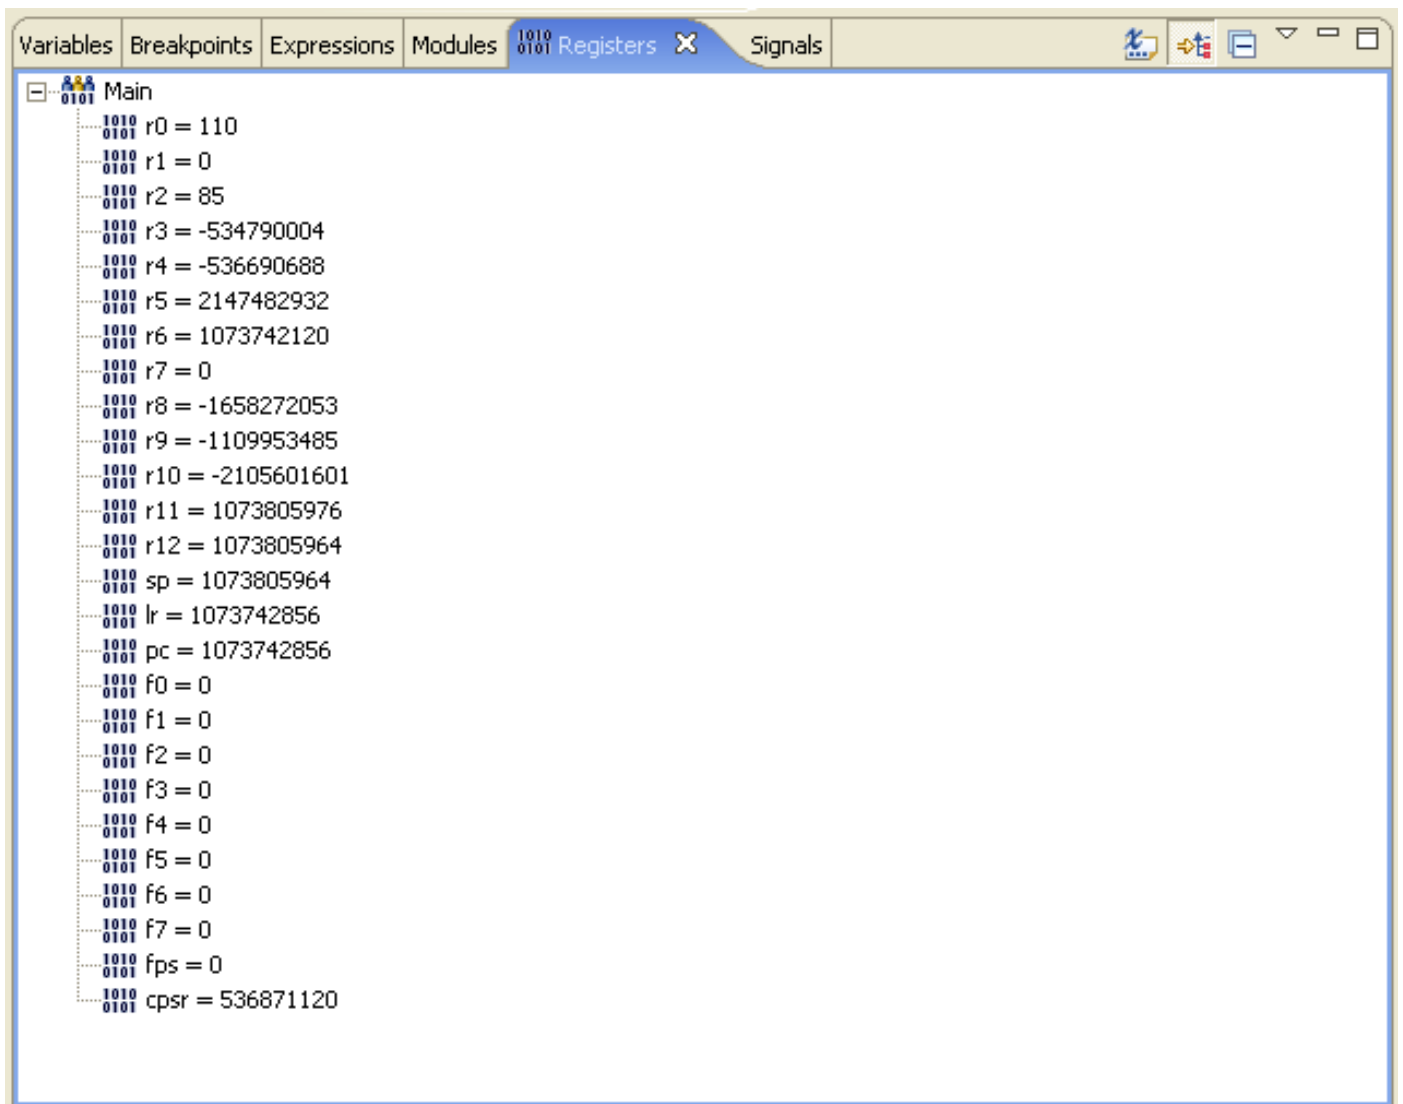 Variables Breakpoints Expressions Modules Registers Signals
Main
r0 = 110
r1 = 0
r2 = 85
r3 = -534790004
r4 = -536690688
r5 = 2147482932
r6 = 1073742120
r7 = 0
r8 = -1658272053
r9 = -1109953485
r10 = -2105601601
r11 = 1073805976
r12 = 1073805964
sp = 1073805964
lr = 1073742856
pc = 1073742856
f0 = 0
f1 = 0
f2 = 0
f3 = 0
f4 = 0
f5 = 0
f6 = 0
f7 = 0
fps = 0
cpsr = 536871120